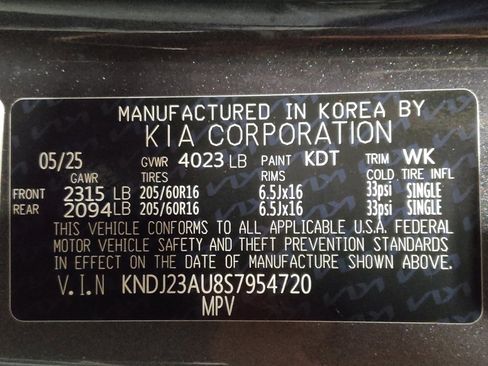 MANUFACTURED IN KOREA BY
KIA CORPORATION
05/25 GVWR 4023 LB PAINT KDT TRIM WK
GAWR TIRES RIMS COLD TIRE INFL
FRONT 2315 LB 205/60R16 6.5Jx16 33psi SINGLE
REAR 2094 LB 205/60R16 6.5Jx16 33psi SINGLE
THIS VEHICLE CONFORMS TO ALL APPLICABLE U.S.A. FEDERAL
MOTOR VEHICLE SAFETY AND THEFT PREVENTION STANDARDS
IN EFFECT ON THE DATE OF MANUFACTURE SHOWN ABOVE.
V.I.N KNDJ23AU8S7954720
MPV